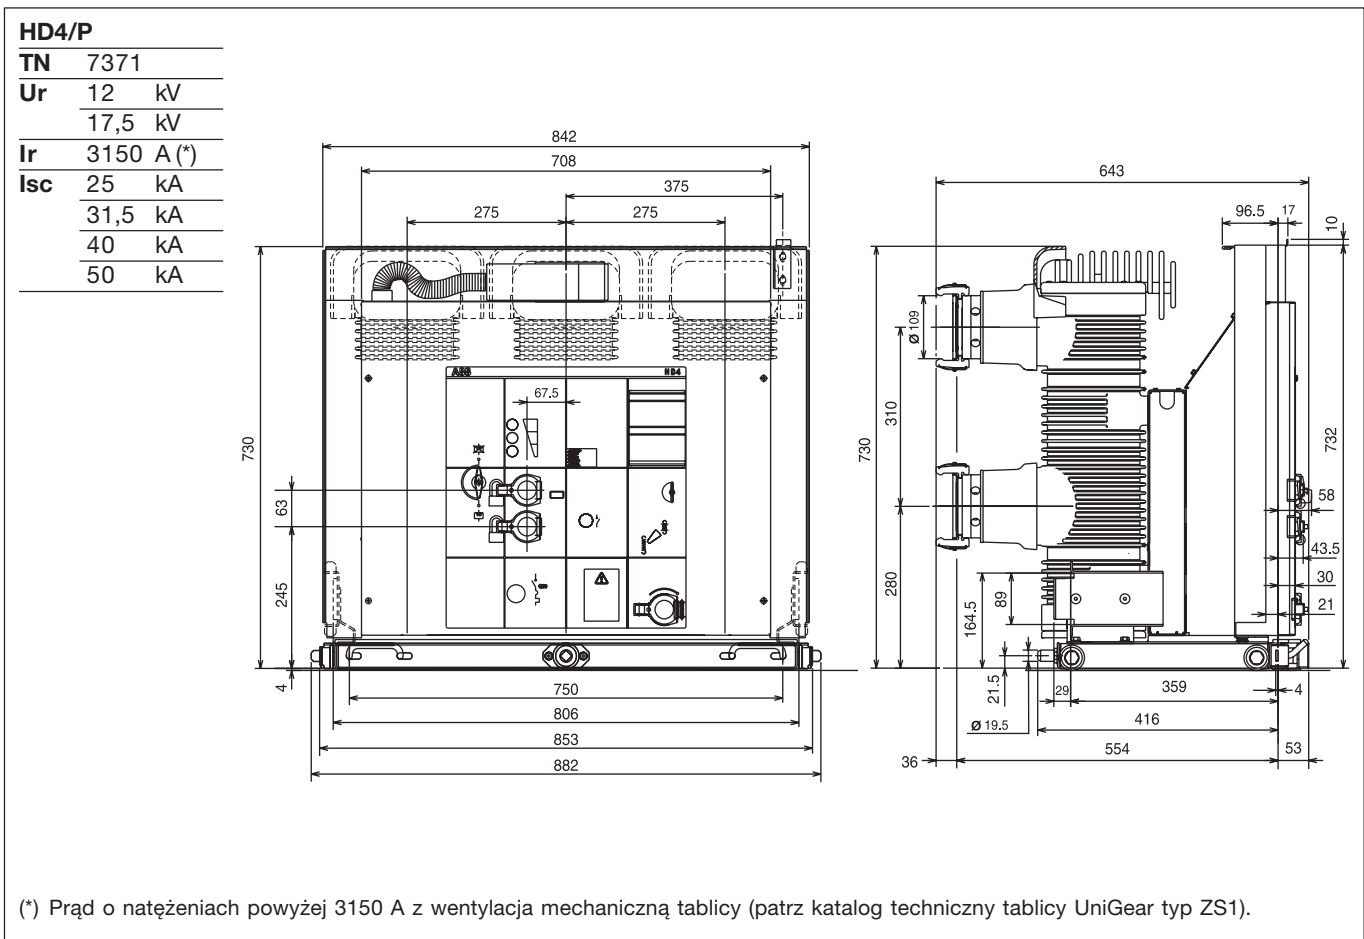 HD4/P
TN 7371
Ur 12 kV
17,5 kV
Ir 3150 A (*)
Isc 25 kA
31,5 kA
40 kA
50 kA
842
708
375
275 275
730
67.5
63
245
4
ABB HD4
750
806
853
882
643
96.5 17
10
Ø 109
310
730
732
280
58
43.5
30
21
164.5
89
21.5
29 359 4
Ø 19.5 416
36 554 53
(*) Prąd o natężeniach powyżej 3150 A z wentylacja mechaniczną tablicy (patrz katalog techniczny tablicy UniGear typ ZS1).